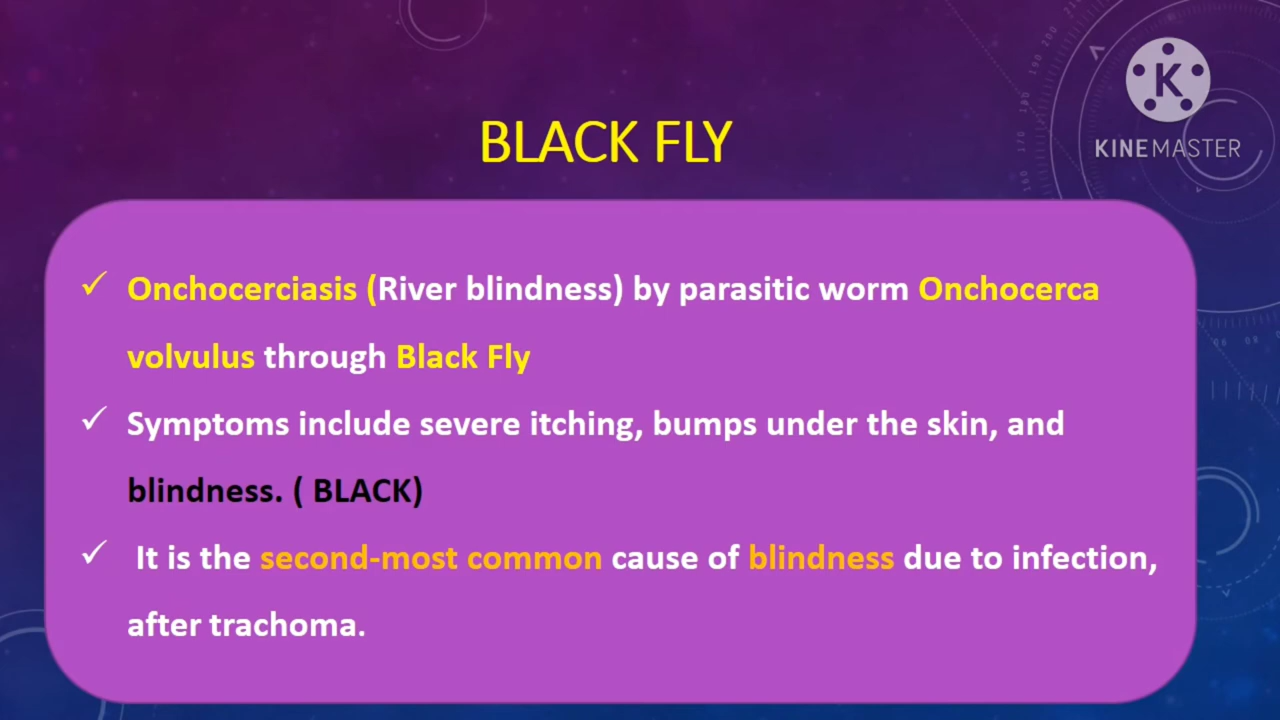 K
KINEMASTER
BLACK FLY
✓ Onchocerciasis (River blindness) by parasitic worm Onchocerca
volvulus through Black Fly
✓ Symptoms include severe itching, bumps under the skin, and
blindness. ( BLACK)
✓ It is the second-most common cause of blindness due to infection,
after trachoma.